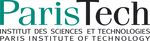 ParisTech
INSTITUT DES SCIENCES ET TECHNOLOGIES
PARIS INSTITUTE OF TECHNOLOGY